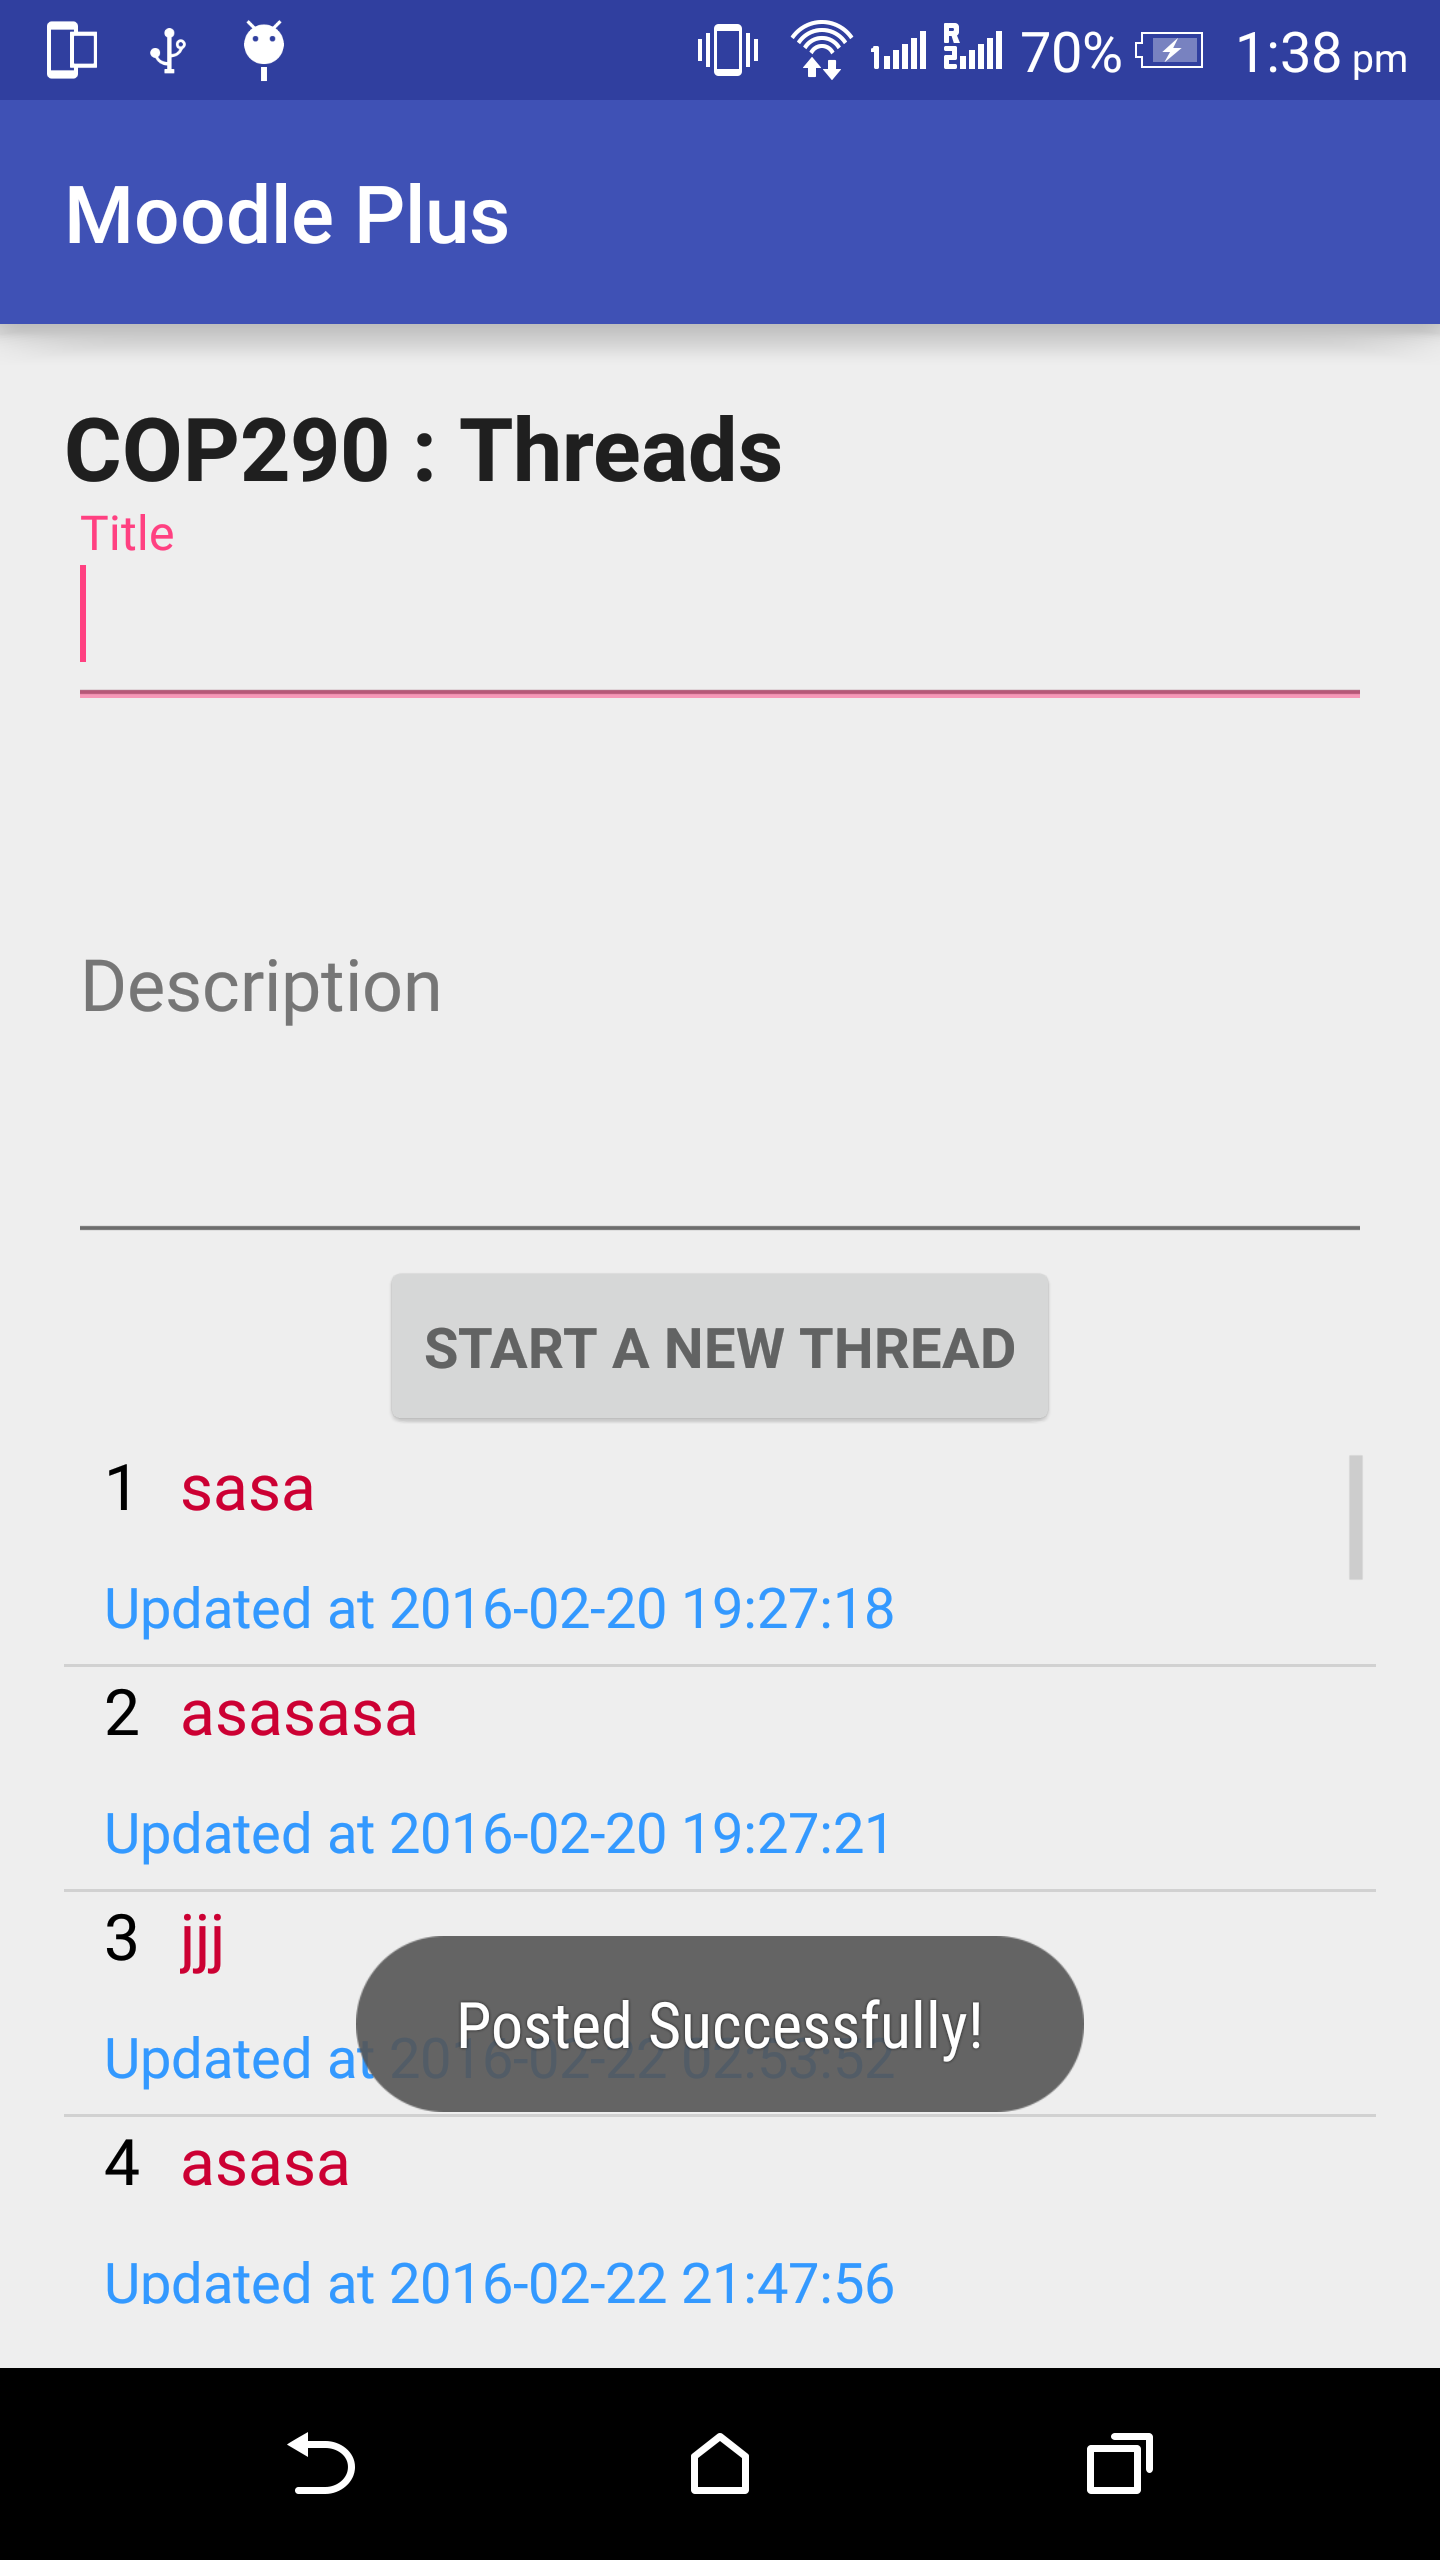 70% 1:38 pm
Moodle Plus
COP290 : Threads
Title
Description
START A NEW THREAD
1 sasa
Updated at 2016-02-20 19:27:18
2 asasasa
Updated at 2016-02-20 19:27:21
3 jjj
Posted Successfully!
Updated at 2016-02-22 02:53:52
4 asasa
Updated at 2016-02-22 21:47:56